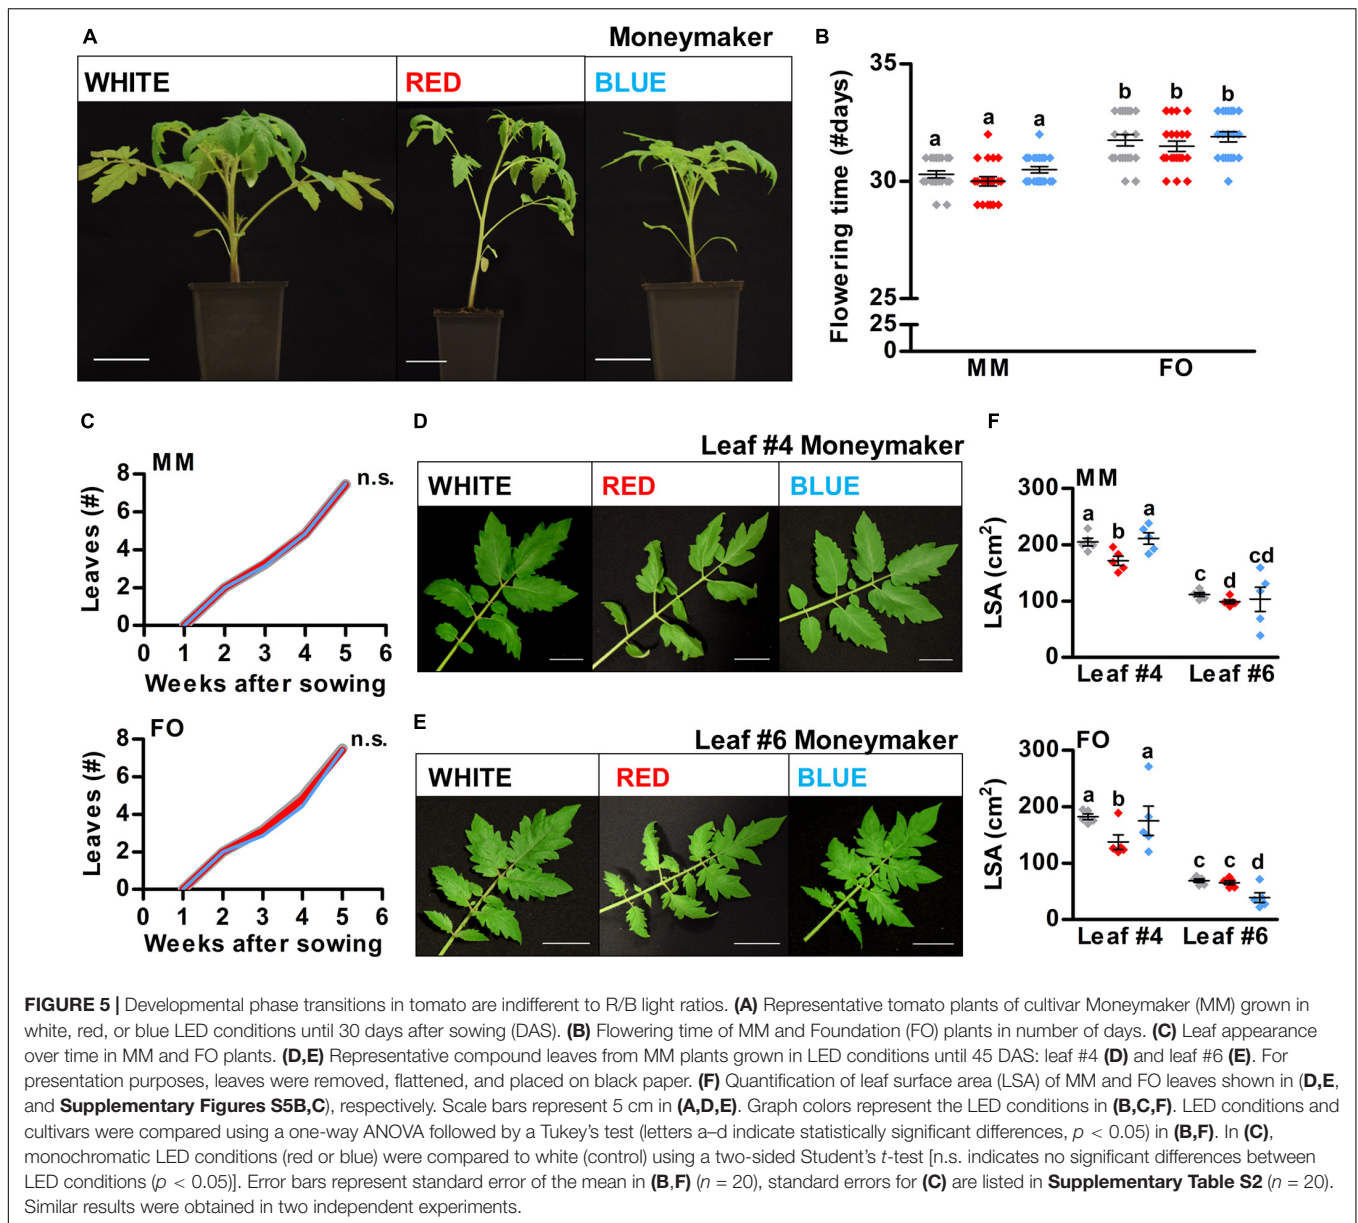 A
Moneymaker
WHITE
RED
BLUE
B
Flowering time (#days)
35
30
25
25
0
a
a
a
b
b
b
MM
FO
C
MM
Leaves (#)
8
6
4
2
0
n.s.
0 1 2 3 4 5 6
Weeks after sowing
FO
Leaves (#)
8
6
4
2
0
n.s.
0 1 2 3 4 5 6
Weeks after sowing
D
Leaf #4 Moneymaker
WHITE
RED
BLUE
E
Leaf #6 Moneymaker
WHITE
RED
BLUE
F
MM
LSA (cm²)
300
200
100
0
a
b
a
c
d
cd
Leaf #4 Leaf #6
FO
LSA (cm²)
300
200
100
0
a
b
a
c
c
d
Leaf #4 Leaf #6
FIGURE 5 | Developmental phase transitions in tomato are indifferent to R/B light ratios. (A) Representative tomato plants of cultivar Moneymaker (MM) grown in
white, red, or blue LED conditions until 30 days after sowing (DAS). (B) Flowering time of MM and Foundation (FO) plants in number of days. (C) Leaf appearance
over time in MM and FO plants. (D,E) Representative compound leaves from MM plants grown in LED conditions until 45 DAS: leaf #4 (D) and leaf #6 (E). For
presentation purposes, leaves were removed, flattened, and placed on black paper. (F) Quantification of leaf surface area (LSA) of MM and FO leaves shown in (D,E,
and Supplementary Figures S5B,C), respectively. Scale bars represent 5 cm in (A,D,E). Graph colors represent the LED conditions in (B,C,F). LED conditions and
cultivars were compared using a one-way ANOVA followed by a Tukey's test (letters a–d indicate statistically significant differences, p < 0.05) in (B,F). In (C),
monochromatic LED conditions (red or blue) were compared to white (control) using a two-sided Student's t-test [n.s. indicates no significant differences between
LED conditions (p < 0.05)]. Error bars represent standard error of the mean in (B,F) (n = 20), standard errors for (C) are listed in Supplementary Table S2 (n = 20).
Similar results were obtained in two independent experiments.